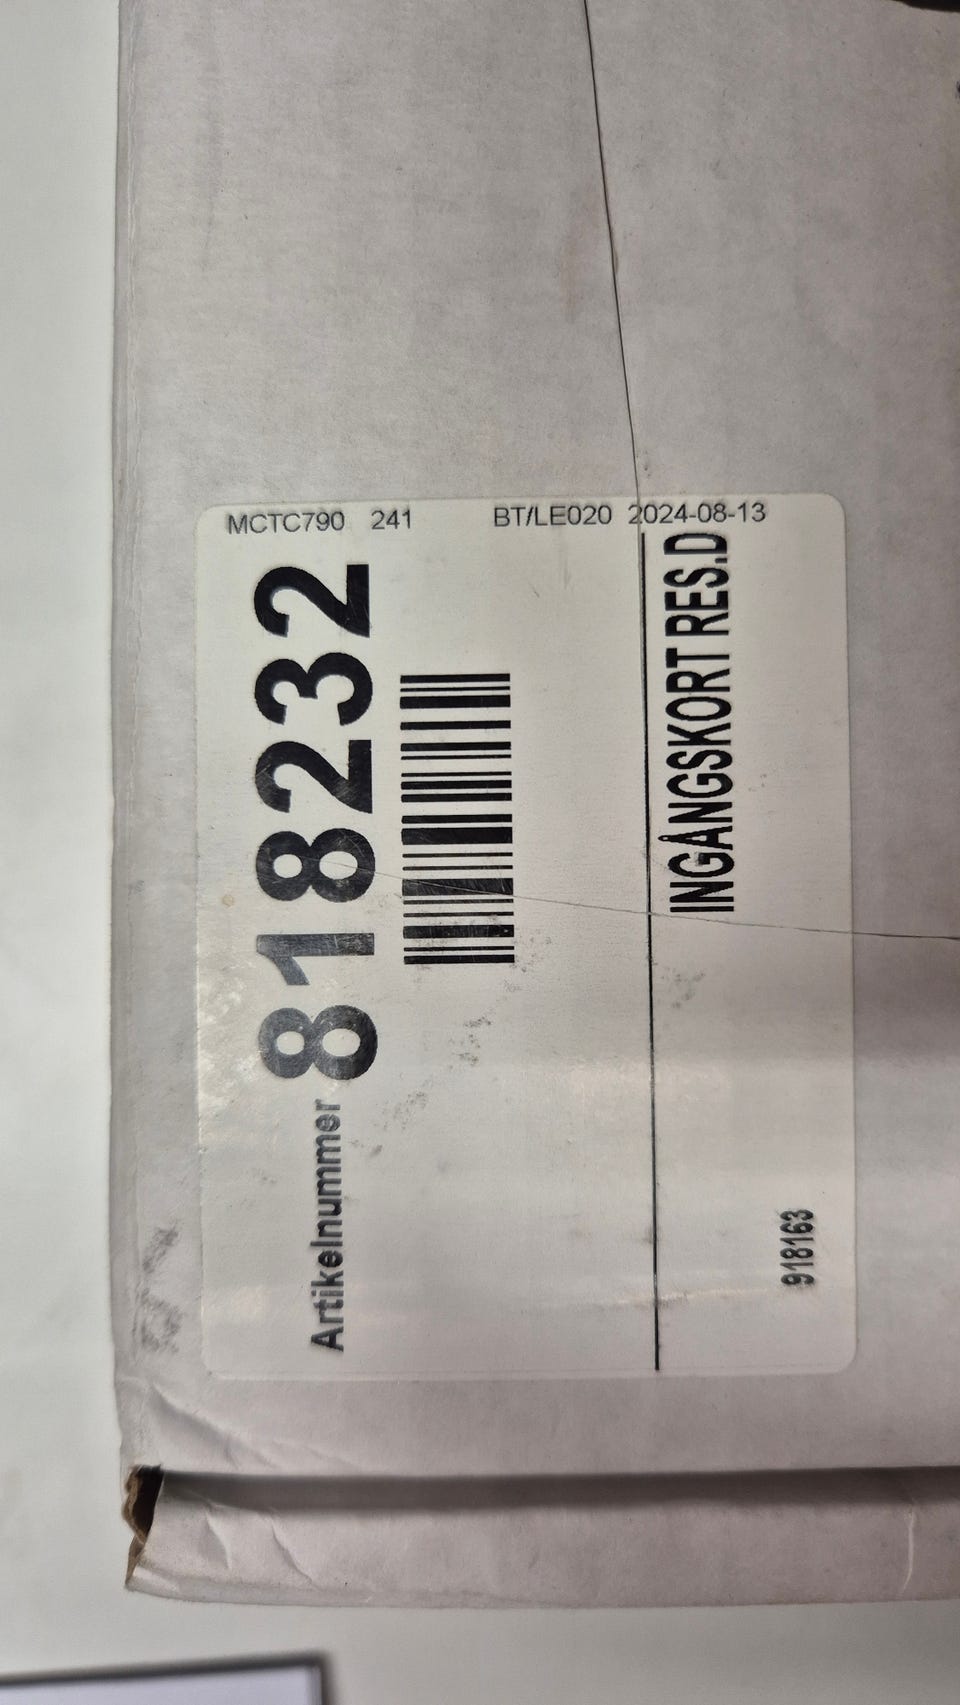 MCTC790 241 BT/LE020 2024-08-13
Artikelnummer 818232
INGÅNGSKORT RES.D
918163